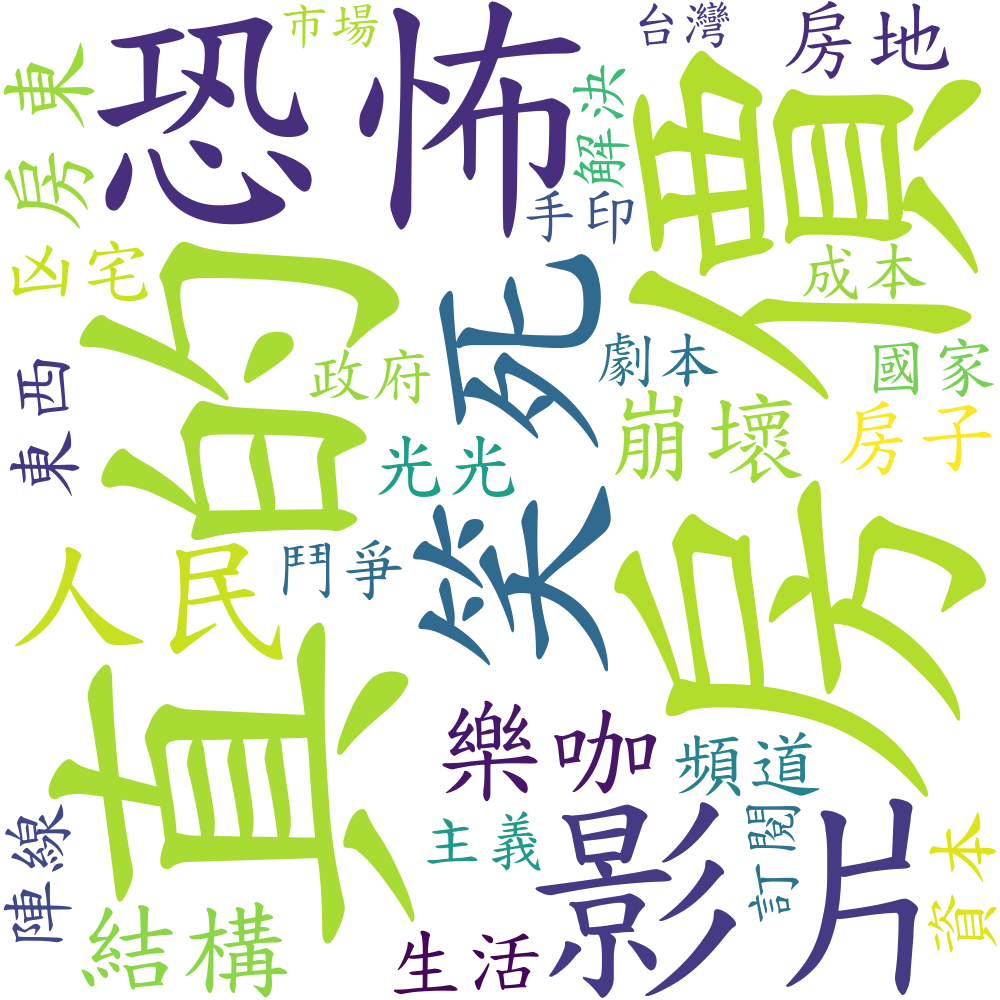 市場
台灣
恐怖
房地
房東
解決
房價
手印
凶宅
真的
笑死
成本
政府
劇本
國家
東西
崩壞
房子
光光
人民
鬥爭
樂咖
頻道
影片
陣線
主義
訂閱
資本
結構
生活